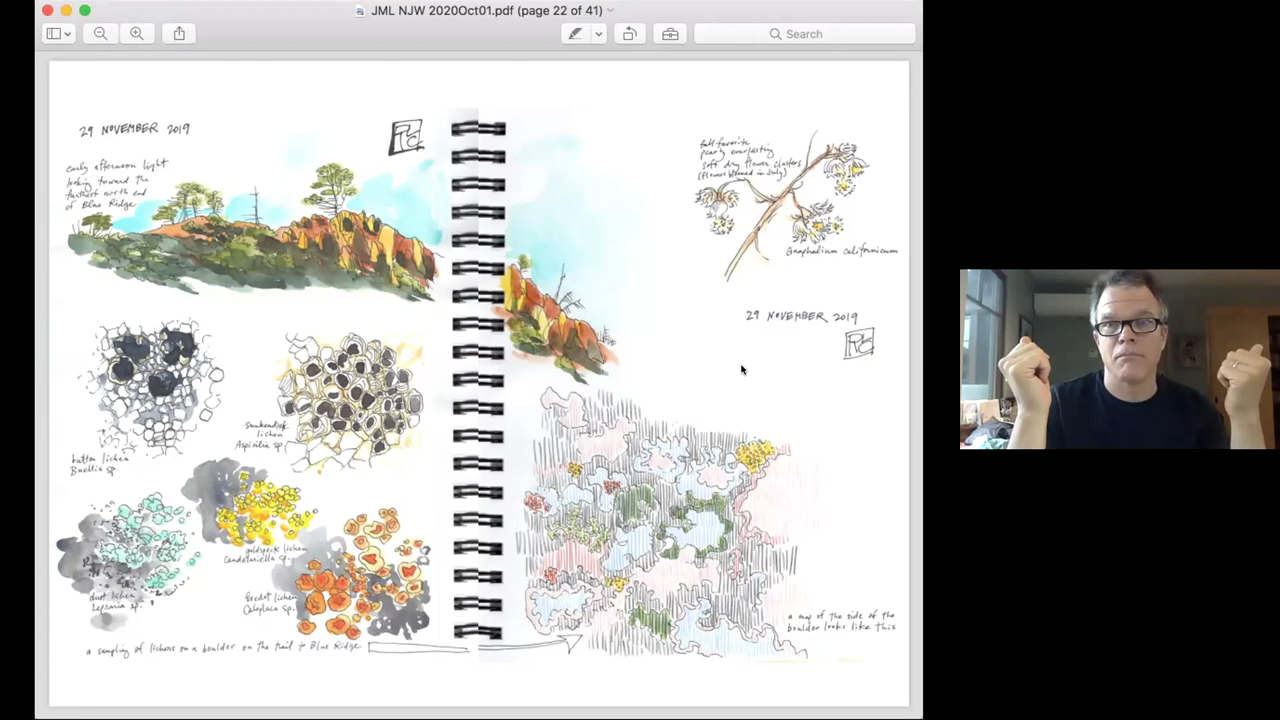 JML NJW 2020Oct01.pdf (page 22 of 41)
Search
29 NOVEMBER 2019
early afternoon light
looking toward the
furthest north end
of Blue Ridge
button lichen
Buellia sp.
sunkendisk
lichen
Aspicilia sp.
goldspeck lichen
Candelariella sp.
dust lichen
Lepraria sp.
firedot lichen
Caloplaca sp.
a sampling of lichens on a boulder on the trail to Blue Ridge
fall favorite
pearly everlasting
soft dry flower clusters
(flowers bloomed in July)
Gnaphalium californicum
29 NOVEMBER 2019
a map of the side of the
boulder looks like this